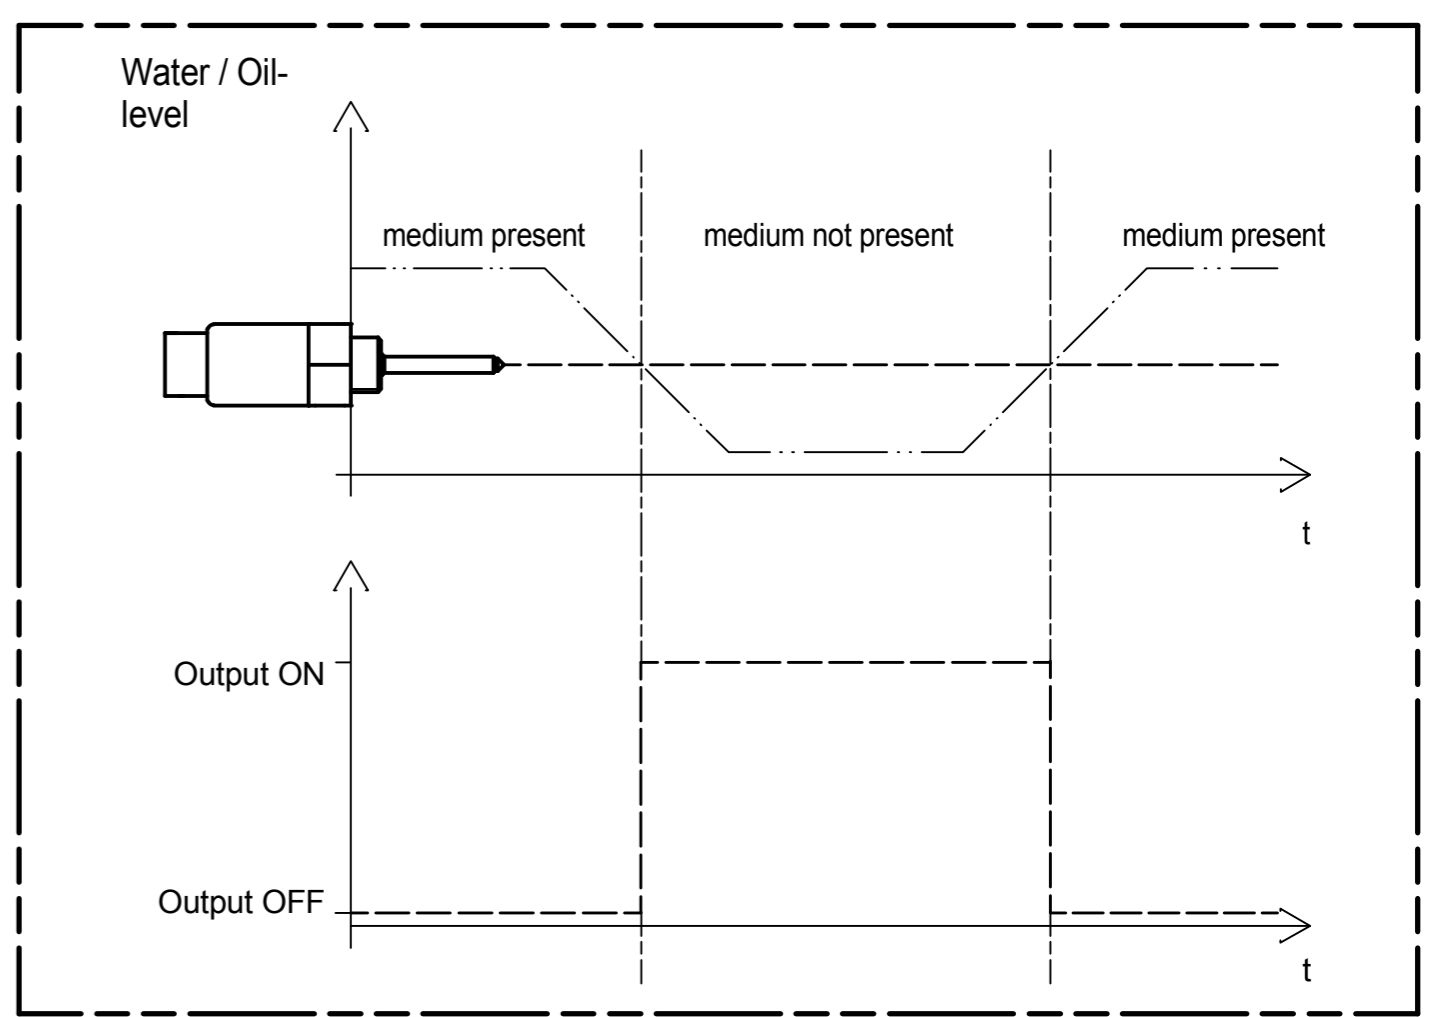 Water / Oil-
level
medium present
medium not present
medium present
t
Output ON
Output OFF
t